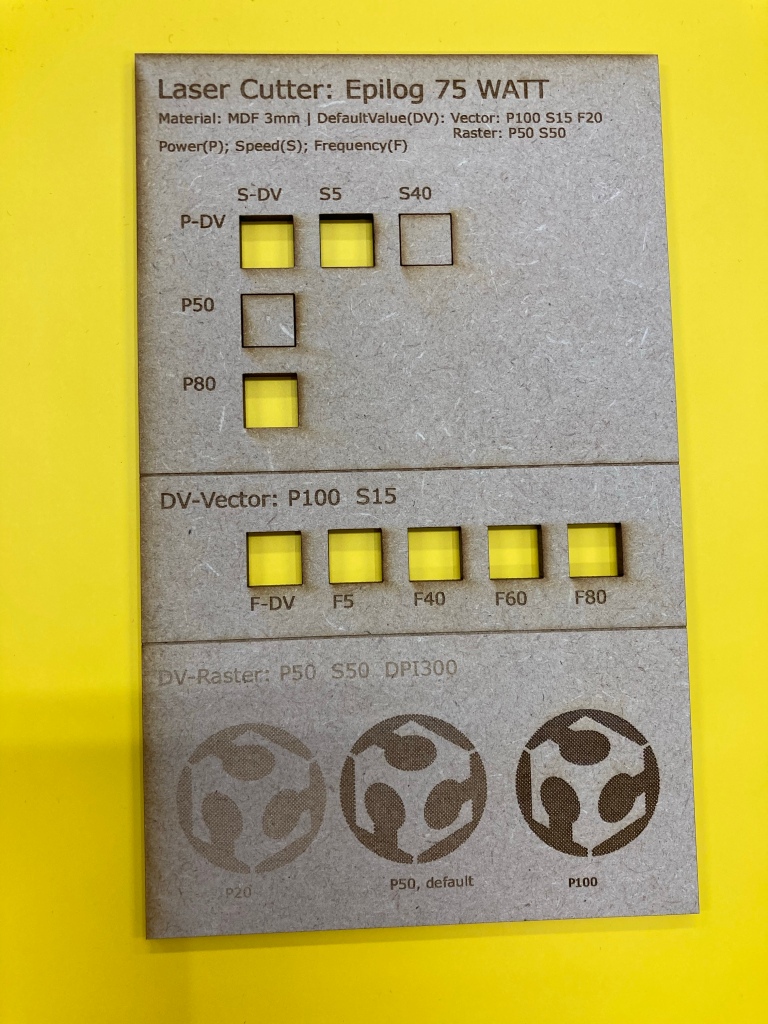 Laser Cutter: Epilog 75 WATT
Material: MDF 3mm | DefaultValue(DV): Vector: P100 S15 F20
Raster: P50 S50
Power(P); Speed(S); Frequency(F)
S-DV S5 S40
P-DV
P50
P80
DV-Vector: P100 S15
F-DV F5 F40 F60 F80
DV-Raster: P50 S50 DPI300
P20 P50, default P100